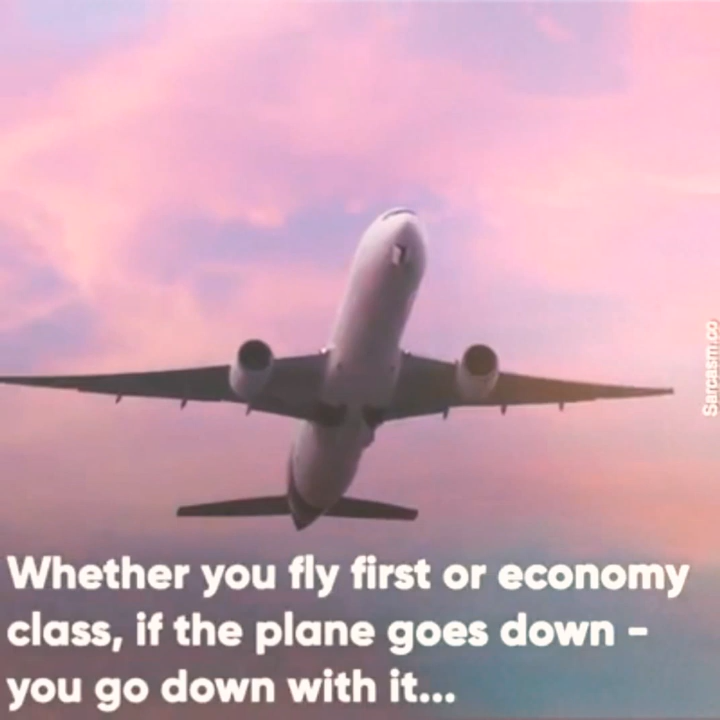 Sarcasm.co
Whether you fly first or economy
class, if the plane goes down -
you go down with it...